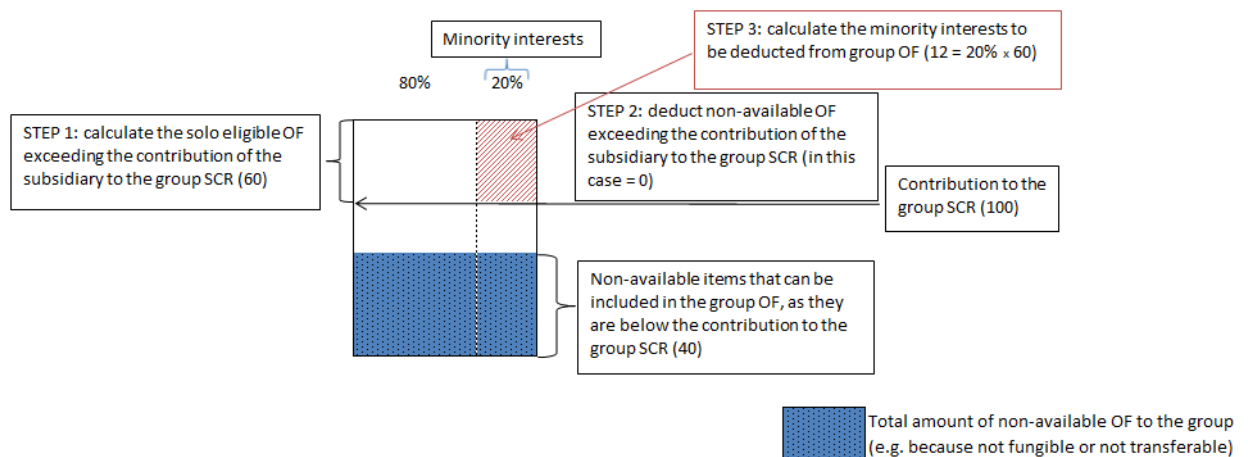 Minority interests
80%
20%
STEP 3: calculate the minority interests to
be deducted from group OF (12 = 20% x 60)
STEP 1: calculate the solo eligible OF
exceeding the contribution of the
subsidiary to the group SCR (60)
STEP 2: deduct non-available OF
exceeding the contribution of the
subsidiary to the group SCR (in this
case = 0)
Contribution to the
group SCR (100)
Non-available items that can be
included in the group OF, as they
are below the contribution to the
group SCR (40)
Total amount of non-available OF to the group
(e.g. because not fungible or not transferable)